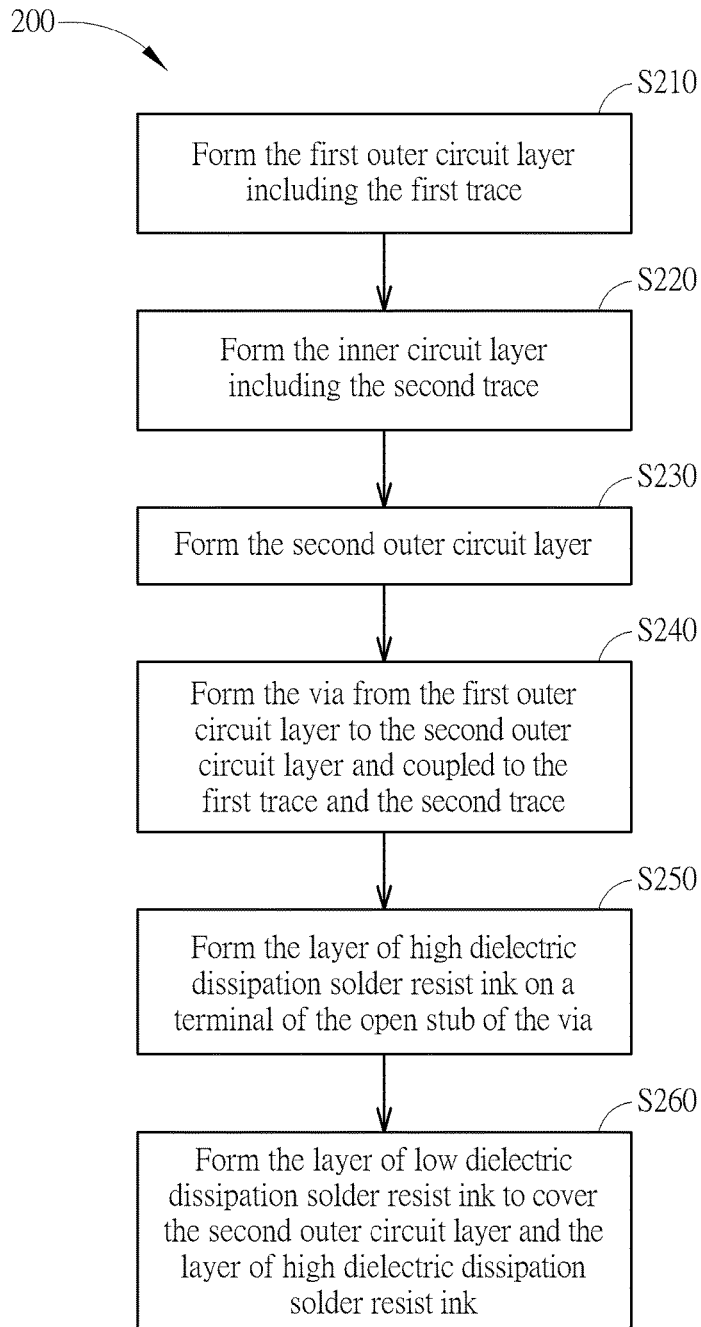 200
S210
Form the first outer circuit layer
including the first trace
S220
Form the inner circuit layer
including the second trace
S230
Form the second outer circuit layer
S240
Form the via from the first outer
circuit layer to the second outer
circuit layer and coupled to the
first trace and the second trace
S250
Form the layer of high dielectric
dissipation solder resist ink on a
terminal of the open stub of the via
S260
Form the layer of low dielectric
dissipation solder resist ink to cover
the second outer circuit layer and the
layer of high dielectric dissipation
solder resist ink